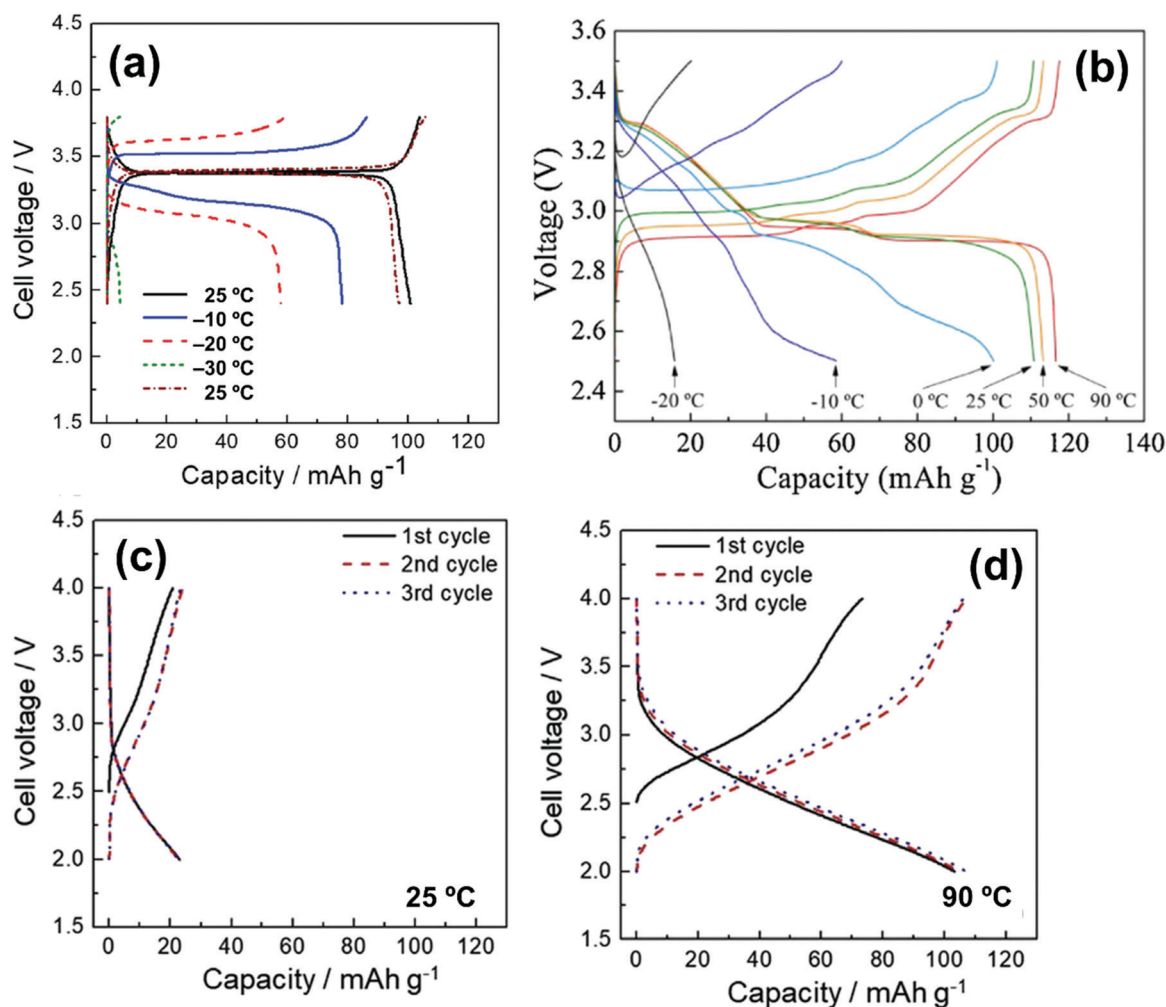 (a)
4.5
4.0
3.5
3.0
2.5
2.0
1.5
Cell voltage / V
25 ºC
–10 ºC
–20 ºC
–30 ºC
25 ºC
0 20 40 60 80 100 120
Capacity / mAh g⁻¹
(b)
3.6
3.4
3.2
3.0
2.8
2.6
2.4
Voltage (V)
-20 ºC
-10 ºC
0 ºC
25 ºC
50 ºC
90 ºC
0 20 40 60 80 100 120 140
Capacity (mAh g⁻¹)
(c)
4.5
4.0
3.5
3.0
2.5
2.0
1.5
Cell voltage / V
1st cycle
2nd cycle
3rd cycle
25 ºC
0 20 40 60 80 100 120
Capacity / mAh g⁻¹
(d)
4.5
4.0
3.5
3.0
2.5
2.0
1.5
Cell voltage / V
1st cycle
2nd cycle
3rd cycle
90 ºC
0 20 40 60 80 100 120
Capacity / mAh g⁻¹